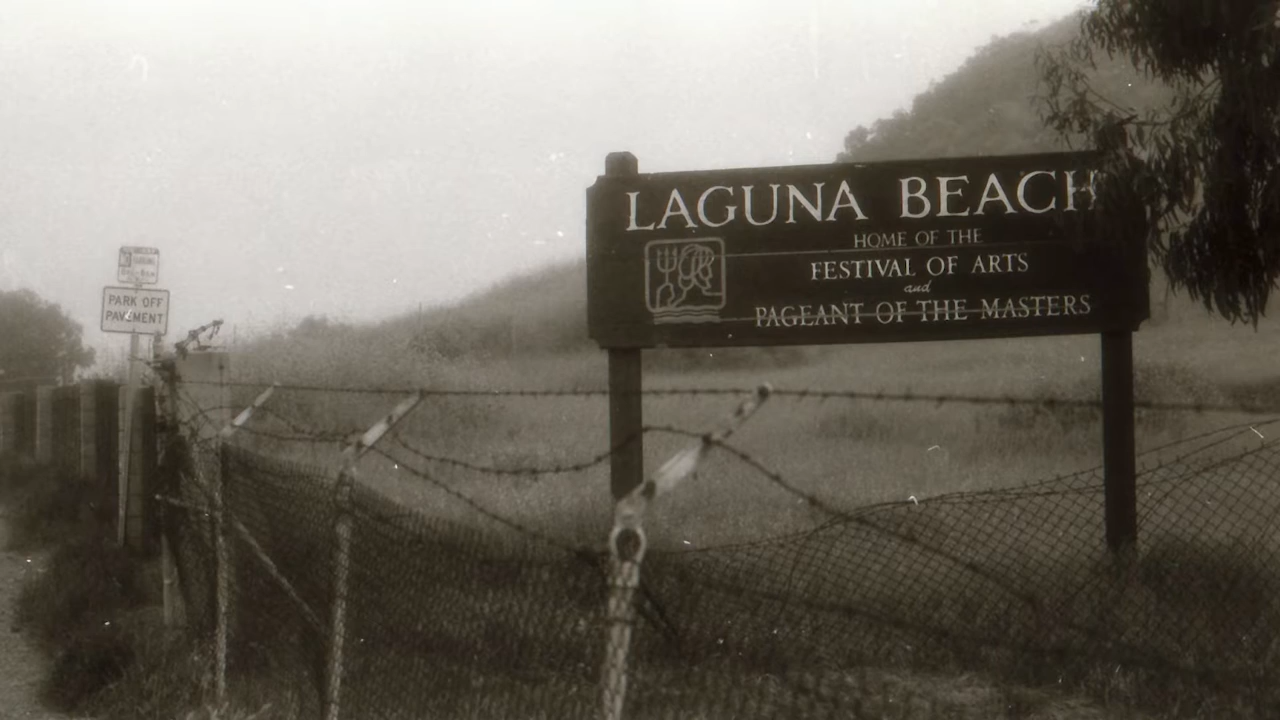 PARK OFF
PAVEMENT
LAGUNA BEACH
HOME OF THE
FESTIVAL OF ARTS
and
PAGEANT OF THE MASTERS